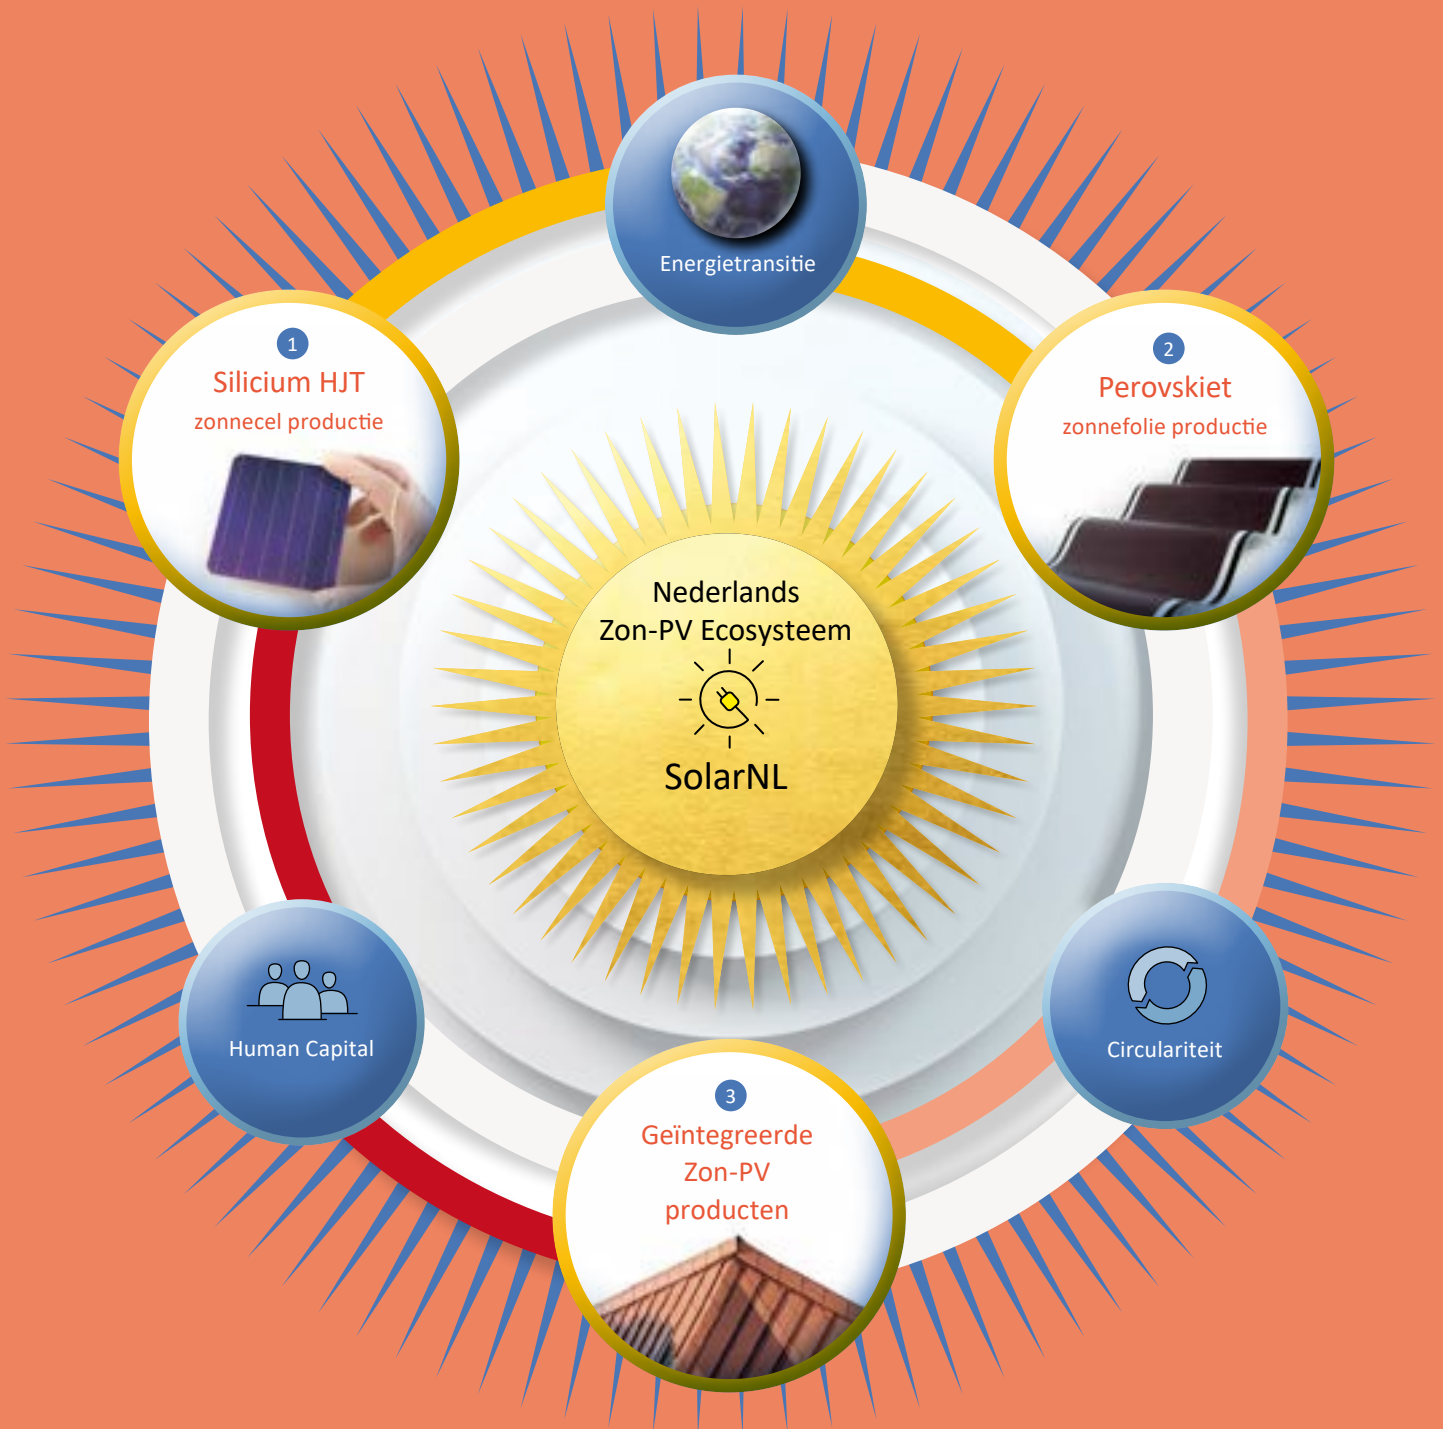 Energietransitie
1
Silicium HJT
zonnecel productie
2
Perovskiet
zonnefolie productie
Nederlands
Zon-PV Ecosysteem
SolarNL
Human Capital
Circulariteit
3
Geïntegreerde
Zon-PV
producten